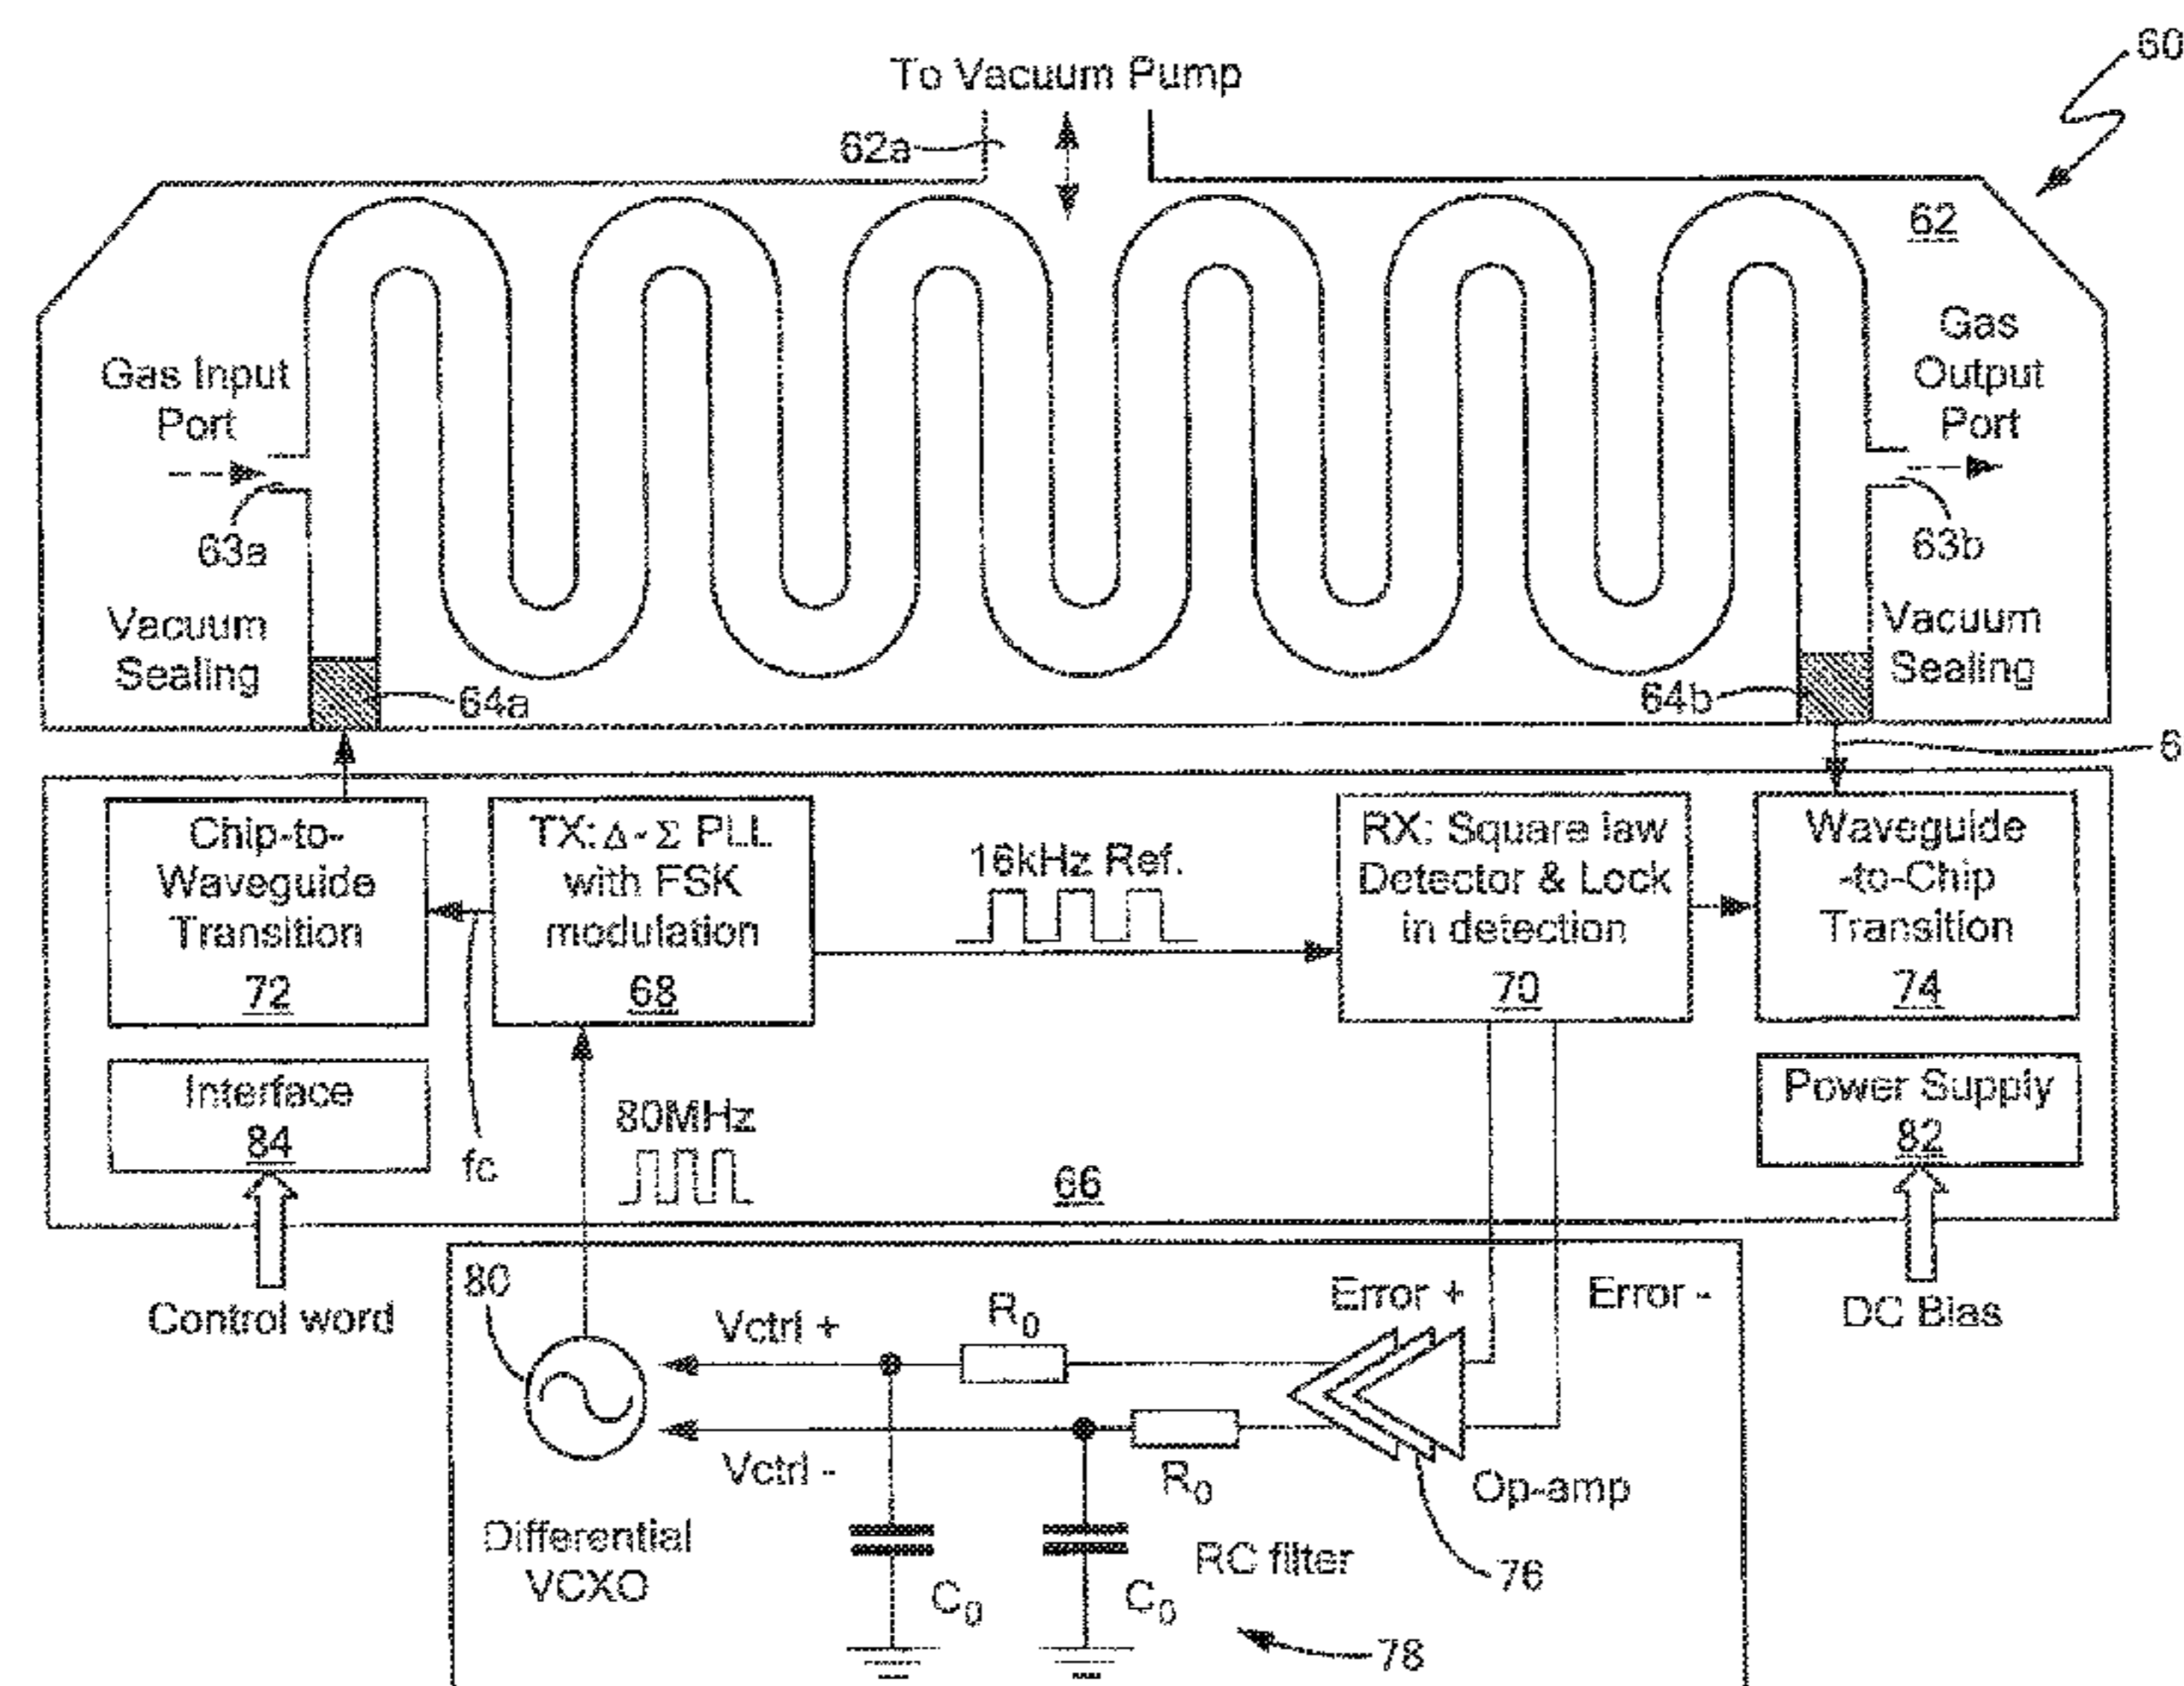 60
To Vacuum Pump
62a
62
Gas Input
Port
Gas
Output
Port
63a
63b
Vacuum
Sealing
Vacuum
Sealing
64a
64b
6
Chip-to-
Waveguide
Transition
72
TX: Δ-Σ PLL
with FSK
modulation
68
16kHz Ref.
RX: Square law
Detector & Lock
in detection
70
Waveguide
-to-Chip
Transition
74
Interface
84
fc
80MHz
66
Power Supply
82
Control word
DC Bias
80
Vctrl +
R0
Error +
Error -
Vctrl -
R0
Op-amp
Differential
VCXO
C0
C0
RC filter
76
78